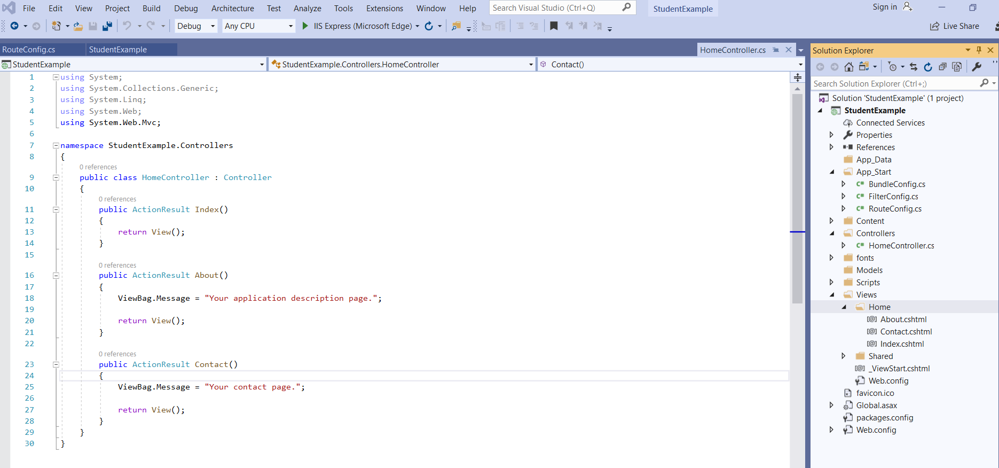 File Edit View Project Build Debug Architecture Test Analyze Tools Extensions Window Help Search Visual Studio (Ctrl+Q) StudentExample Sign in
Debug Any CPU IIS Express (Microsoft Edge) Live Share
RouteConfig.cs StudentExample HomeController.cs
StudentExample StudentExample.Controllers.HomeController Contact()
1 using System;
2 using System.Collections.Generic;
3 using System.Linq;
4 using System.Web;
5 using System.Web.Mvc;
6
7 namespace StudentExample.Controllers
8 {
0 references
9 public class HomeController : Controller
10 {
0 references
11 public ActionResult Index()
12 {
13 return View();
14 }
15
0 references
16 public ActionResult About()
17 {
18 ViewBag.Message = "Your application description page.";
19
20 return View();
21 }
22
0 references
23 public ActionResult Contact()
24 {
25 ViewBag.Message = "Your contact page.";
26
27 return View();
28 }
29 }
30 }
Solution Explorer
Search Solution Explorer (Ctrl+;)
Solution 'StudentExample' (1 project)
StudentExample
Connected Services
Properties
References
App_Data
App_Start
C# BundleConfig.cs
C# FilterConfig.cs
C# RouteConfig.cs
Content
Controllers
C# HomeController.cs
fonts
Models
Scripts
Views
Home
[@] About.cshtml
[@] Contact.cshtml
[@] Index.cshtml
Shared
[@] _ViewStart.cshtml
Web.config
favicon.ico
Global.asax
packages.config
Web.config